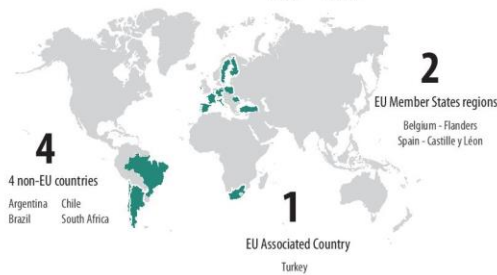 2
EU Member States regions
Belgium - Flanders
Spain - Castille y Léon
4
4 non-EU countries
Argentina Chile
Brazil South Africa
1
EU Associated Country
Turkey